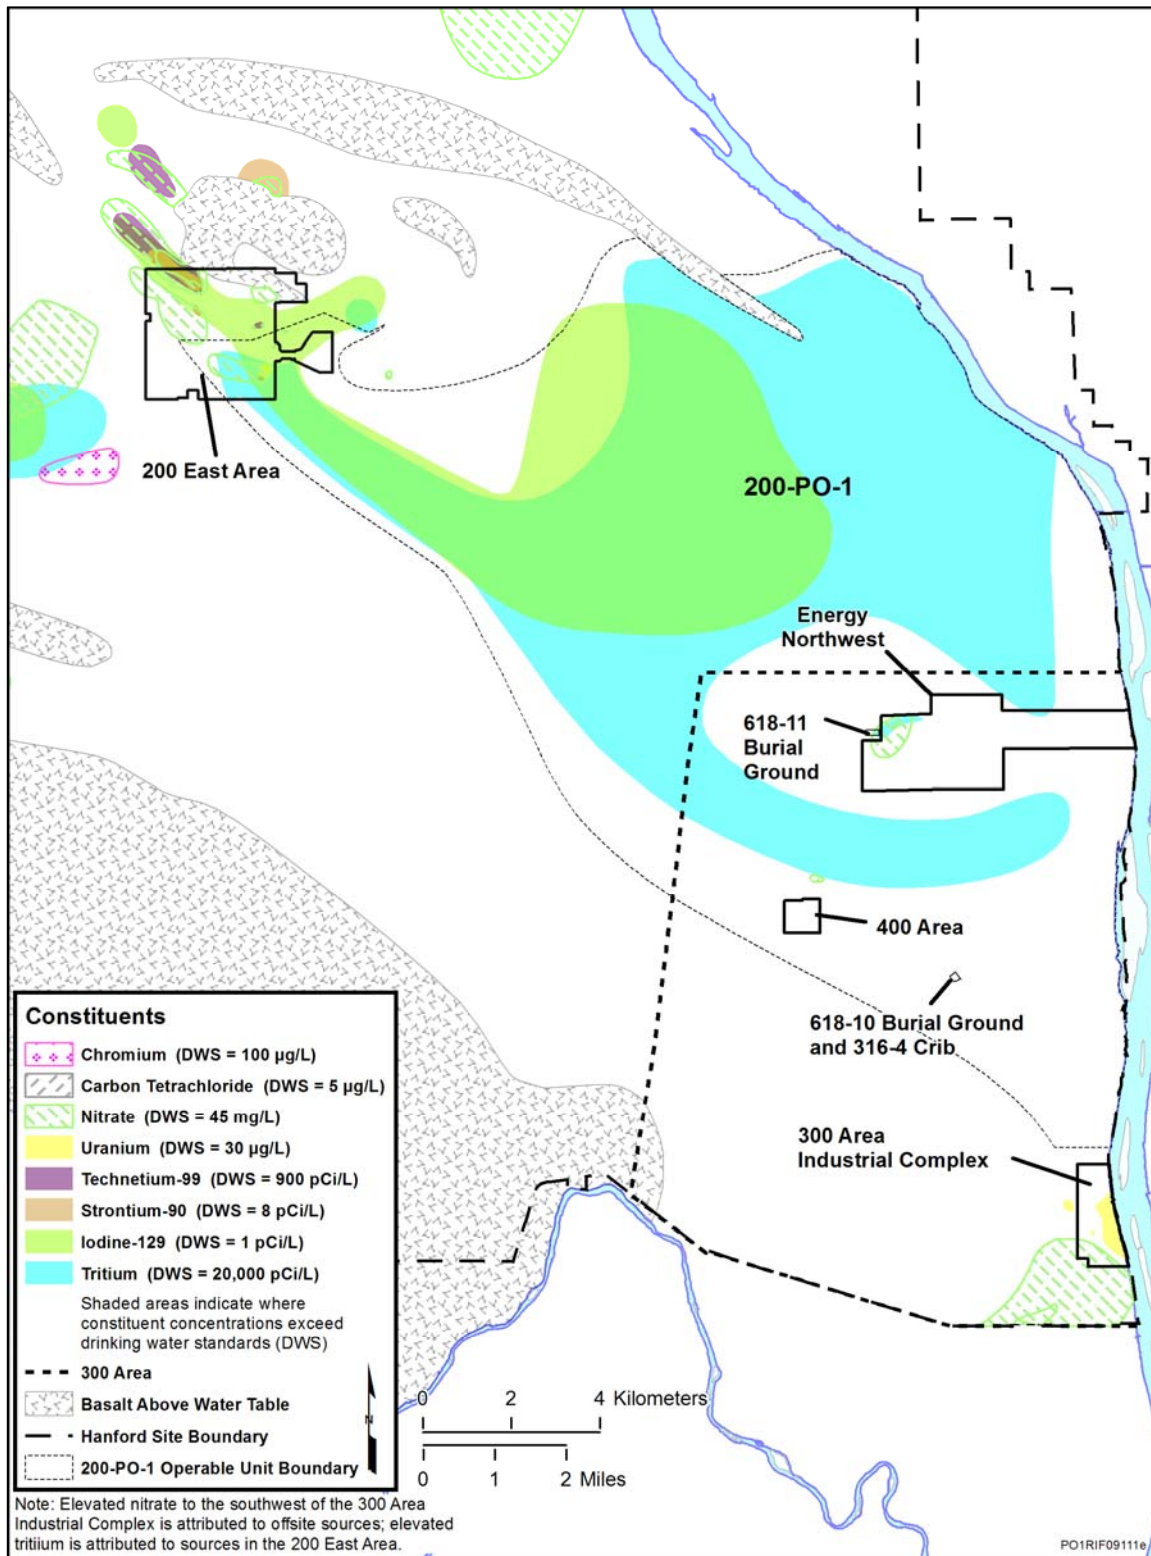 200 East Area
200-PO-1
Energy
Northwest
618-11
Burial
Ground
400 Area
618-10 Burial Ground
and 316-4 Crib
300 Area
Industrial Complex
Constituents
Chromium (DWS = 100 µg/L)
Carbon Tetrachloride (DWS = 5 µg/L)
Nitrate (DWS = 45 mg/L)
Uranium (DWS = 30 µg/L)
Technetium-99 (DWS = 900 pCi/L)
Strontium-90 (DWS = 8 pCi/L)
Iodine-129 (DWS = 1 pCi/L)
Tritium (DWS = 20,000 pCi/L)
Shaded areas indicate where
constituent concentrations exceed
drinking water standards (DWS)
300 Area
Basalt Above Water Table
Hanford Site Boundary
200-PO-1 Operable Unit Boundary
N
0 2 4 Kilometers
0 1 2 Miles
Note: Elevated nitrate to the southwest of the 300 Area
Industrial Complex is attributed to offsite sources; elevated
tritiium is attributed to sources in the 200 East Area.
PO1RIF09111e